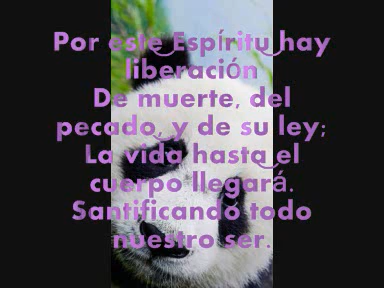 Por este Espíritu hay
liberación
De muerte, del
pecado, y de su ley;
La vida hasta el
cuerpo llegará.
Santificando todo
nuestro ser.